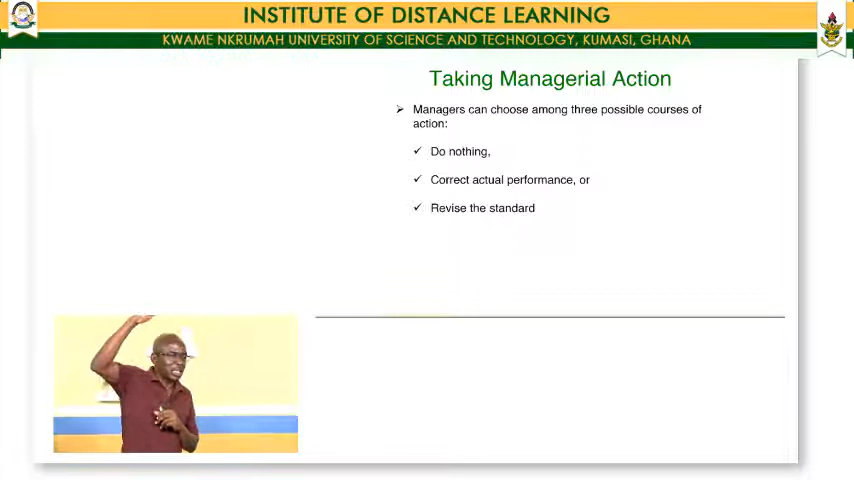 INSTITUTE OF DISTANCE LEARNING
KWAME NKRUMAH UNIVERSITY OF SCIENCE AND TECHNOLOGY, KUMASI, GHANA
Taking Managerial Action
Managers can choose among three possible courses of
action:
Do nothing,
Correct actual performance, or
Revise the standard